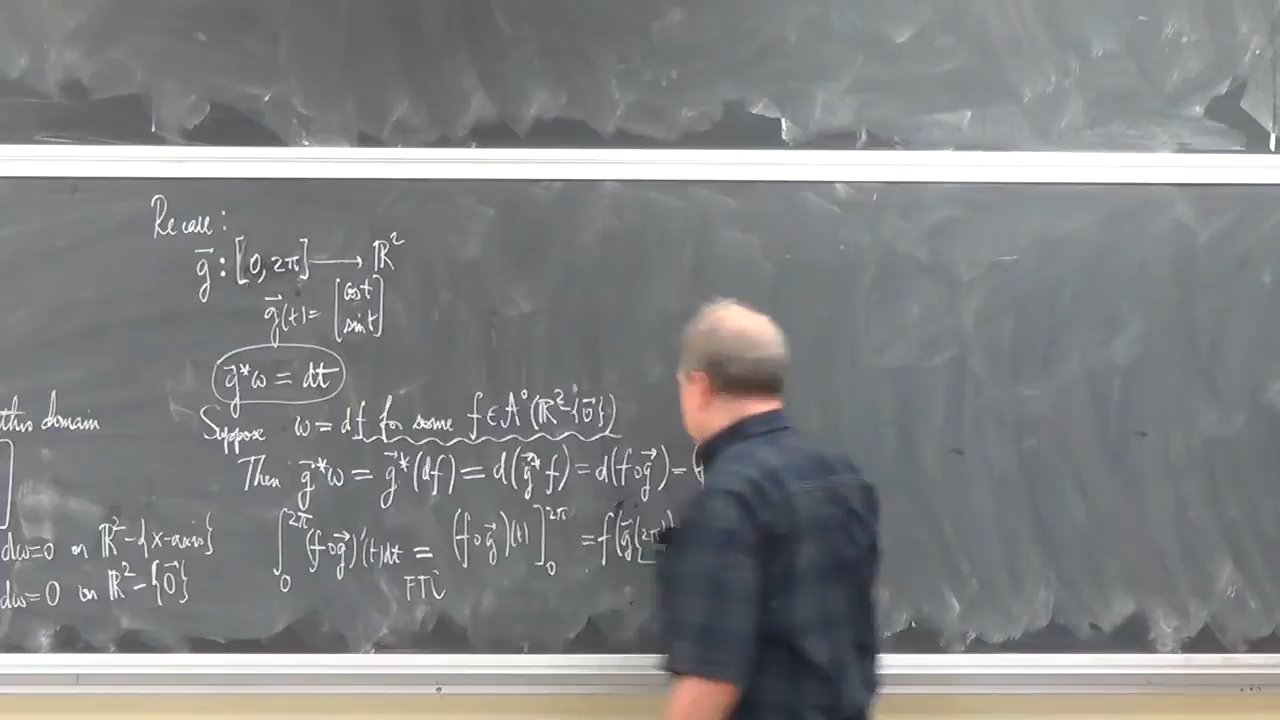 Recall:
g⃗ : [0, 2π] ⟶ ℝ²
g⃗(t) = [cos t
sin t]
g⃗*ω = dt
this domain
Suppose ω = df for some f ∈ A⁰(ℝ² - {0⃗})
Then g⃗*ω = g⃗*(df) = d(g⃗*f) = d(f∘g⃗) = (
dω = 0 on ℝ² - {x-axis}
∫₀^{2π} (f∘g⃗)'(t)dt = (f∘g⃗)(t)]₀^{2π} = f(g⃗(2π))
FTC
dω = 0 on ℝ² - {0⃗}